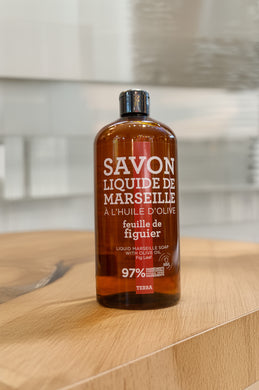 SAVON
LIQUIDE DE
MARSEILLE
À L'HUILE D'OLIVE
feuille de
figuier
LIQUID MARSEILLE SOAP
WITH OLIVE OIL
Fig Leaf
97%
TERRA